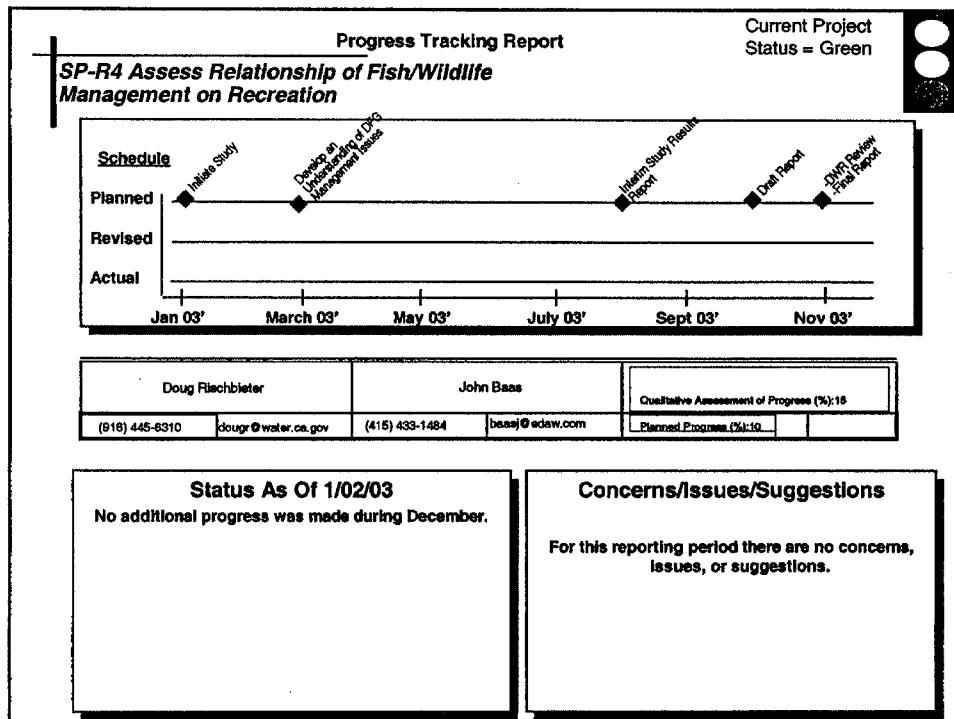 Progress Tracking Report
Current Project
Status = Green
SP-R4 Assess Relationship of Fish/Wildlife
Management on Recreation
Schedule
Initiate Study
Develop an
Understanding of DFG
Management Issues
Interim Study Results
Report
Draft Report
-DWR Review
-Final Report
Planned
Revised
Actual
Jan 03'
March 03'
May 03'
July 03'
Sept 03'
Nov 03'
Doug Rischbieter
John Baas
Qualitative Assessment of Progress (%):15
(916) 445-6310
dougr@water.ca.gov
(415) 433-1484
baasj@edaw.com
Planned Progress (%):10
Status As Of 1/02/03
No additional progress was made during December.
Concerns/Issues/Suggestions
For this reporting period there are no concerns,
issues, or suggestions.